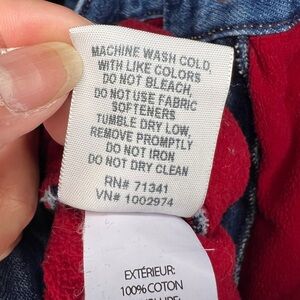 MACHINE WASH COLD,
WITH LIKE COLORS
DO NOT BLEACH,
DO NOT USE FABRIC
SOFTENERS
TUMBLE DRY LOW,
REMOVE PROMPTLY
DO NOT IRON
DO NOT DRY CLEAN
RN# 71341
VN# 1002974
EXTÉRIEUR:
100% COTON